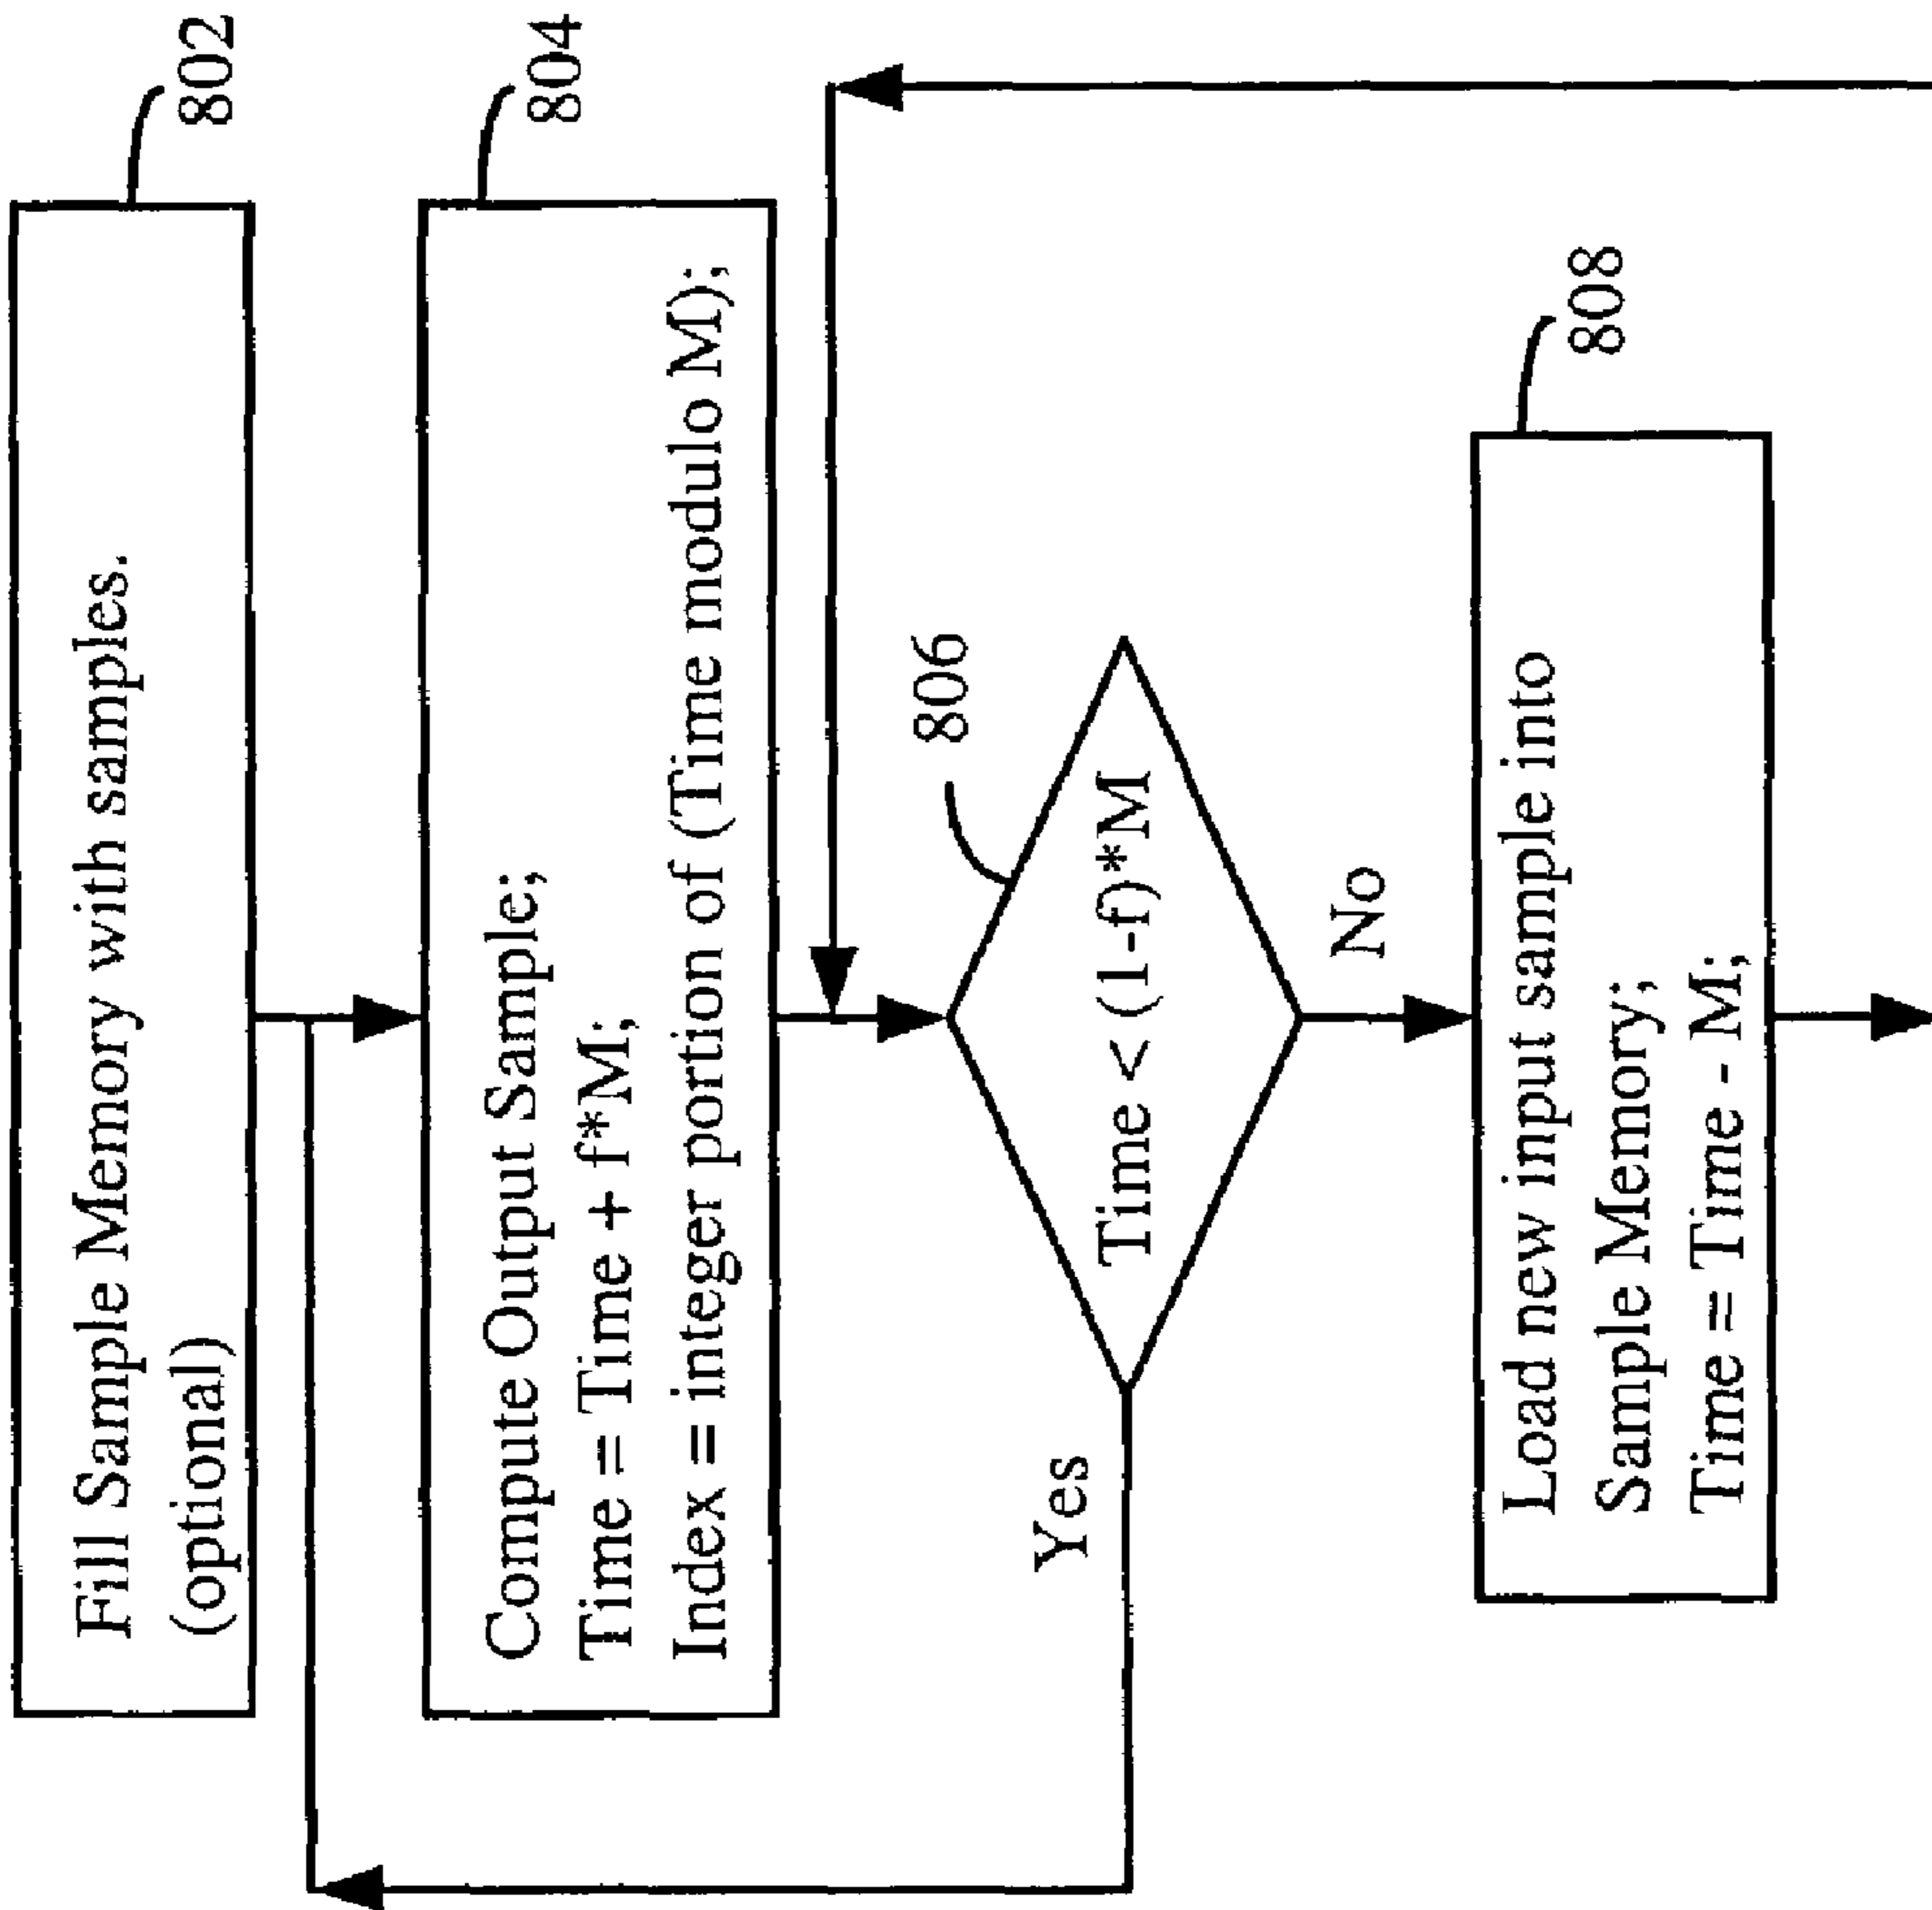 Fill Sample Memory with samples.
(optional)
802
Compute Output Sample;
Time = Time + f*M;
Index = integer portion of (Time modulo M);
804
806
Time < (1-f)*M
Yes
No
Load new input sample into
Sample Memory;
Time = Time - M;
808